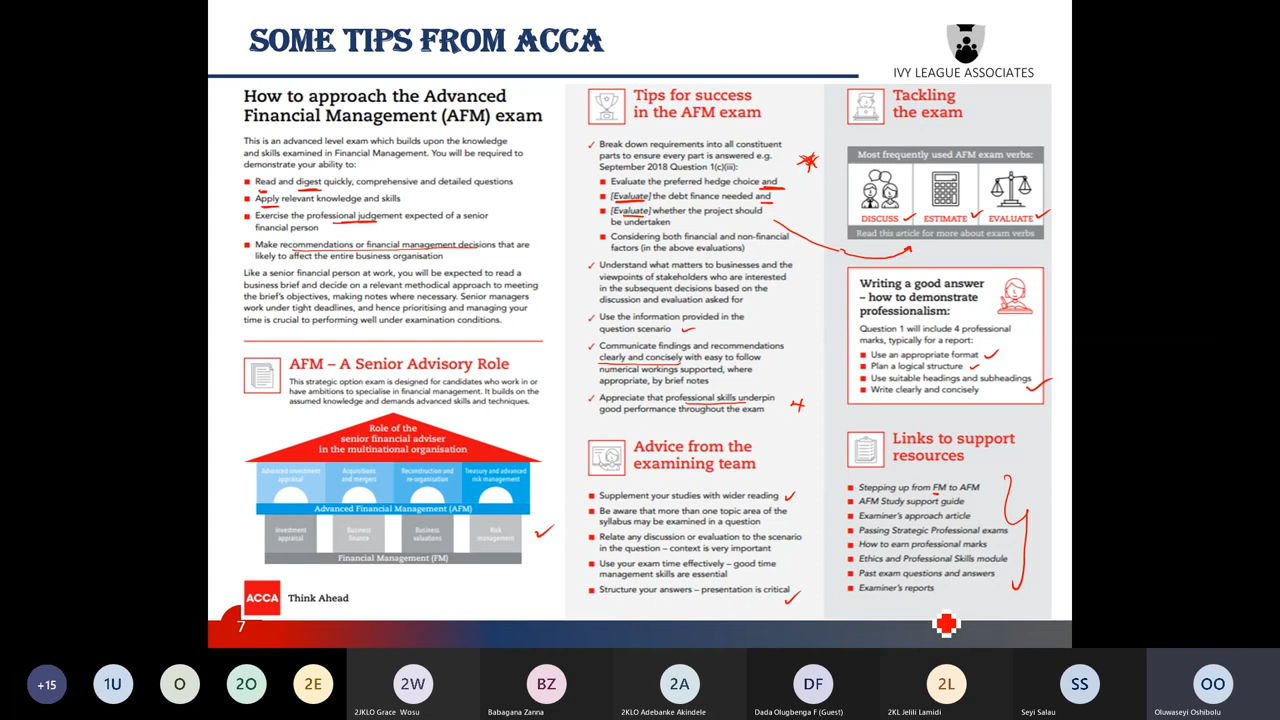 SOME TIPS FROM ACCA
IVY LEAGUE ASSOCIATES
How to approach the Advanced
Financial Management (AFM) exam
This is an advanced level exam which builds upon the knowledge
and skills examined in Financial Management. You will be required to
demonstrate your ability to:
Read and digest quickly, comprehensive and detailed questions
Apply relevant knowledge and skills
Exercise the professional judgement expected of a senior
financial person
Make recommendations or financial management decisions that are
likely to affect the entire business organisation
Like a senior financial person at work, you will be expected to read a
business brief and decide on a relevant methodical approach to meeting
the brief's objectives, making notes where necessary. Senior managers
work under tight deadlines, and hence prioritising and managing your
time is crucial to performing well under examination conditions.
AFM – A Senior Advisory Role
This strategic option exam is designed for candidates who work in or
have ambitions to specialise in financial management. It builds on the
assumed knowledge and demands advanced skills and techniques.
Role of the
senior financial adviser
in the multinational organisation
Advanced investment
appraisal
Acquisitions
and mergers
Reconstruction and
re-organisation
Treasury and advanced
risk management
Advanced Financial Management (AFM)
Investment
appraisal
Business
finance
Business
valuations
Risk
management
Financial Management (FM)
ACCA
Think Ahead
Tips for success
in the AFM exam
Break down requirements into all constituent
parts to ensure every part is answered e.g.
September 2018 Question 1(c)(iii):
Evaluate the preferred hedge choice and
[Evaluate] the debt finance needed and
[Evaluate] whether the project should
be undertaken
Considering both financial and non-financial
factors (in the above evaluations)
Understand what matters to businesses and the
viewpoints of stakeholders who are interested
in the subsequent decisions based on the
discussion and evaluation asked for
Use the information provided in the
question scenario
Communicate findings and recommendations
clearly and concisely with easy to follow
numerical workings supported, where
appropriate, by brief notes
Appreciate that professional skills underpin
good performance throughout the exam
Advice from the
examining team
Supplement your studies with wider reading
Be aware that more than one topic area of the
syllabus may be examined in a question
Relate any discussion or evaluation to the scenario
in the question – context is very important
Use your exam time effectively – good time
management skills are essential
Structure your answers – presentation is critical
Tackling
the exam
Most frequently used AFM exam verbs:
DISCUSS
ESTIMATE
EVALUATE
Read this article for more about exam verbs
Writing a good answer
– how to demonstrate
professionalism:
Question 1 will include 4 professional
marks, typically for a report:
Use an appropriate format
Plan a logical structure
Use suitable headings and subheadings
Write clearly and concisely
Links to support
resources
Stepping up from FM to AFM
AFM Study support guide
Examiner's approach article
Passing Strategic Professional exams
How to earn professional marks
Ethics and Professional Skills module
Past exam questions and answers
Examiner's reports
7
+15
1U
O
2O
2E
2W
BZ
2A
DF
2L
SS
OO
2JKLO Grace Wosu
Babagana Zanna
2KLO Adebanke Akindele
Dada Olugbenga F (Guest)
2KL Jelili Lamidi
Seyi Salau
Oluwaseyi Oshibolu